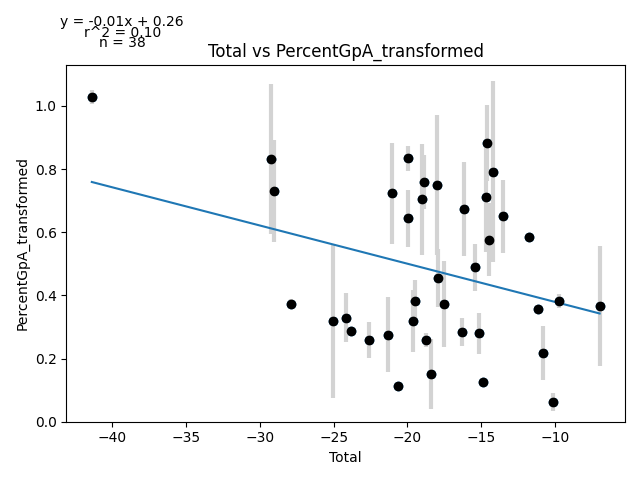 y = -0.01x + 0.26
r^2 = 0.10
n = 38
Total vs PercentGpA_transformed
PercentGpA_transformed
1.0
0.8
0.6
0.4
0.2
0.0
−40
−35
−30
−25
−20
−15
−10
Total